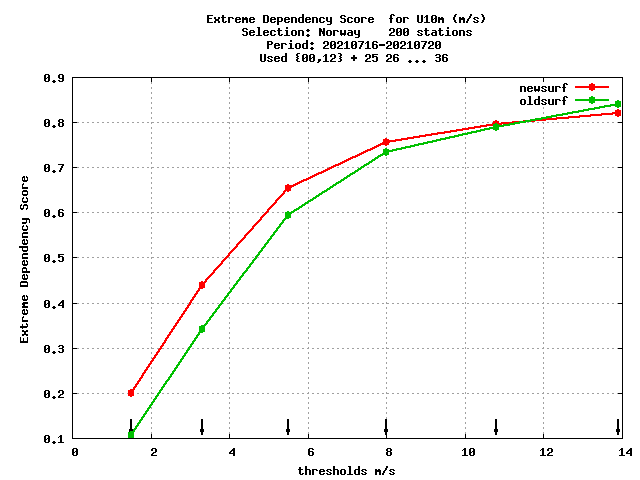 Extreme Dependency Score  for U10m (m/s)
Selection: Norway    200 stations
Period: 20210716-20210720
Used {00,12} + 25 26 ... 36
newsurf
oldsurf
0.9
0.8
0.7
0.6
0.5
0.4
0.3
0.2
0.1
Extreme Dependency Score
0 2 4 6 8 10 12 14
thresholds m/s